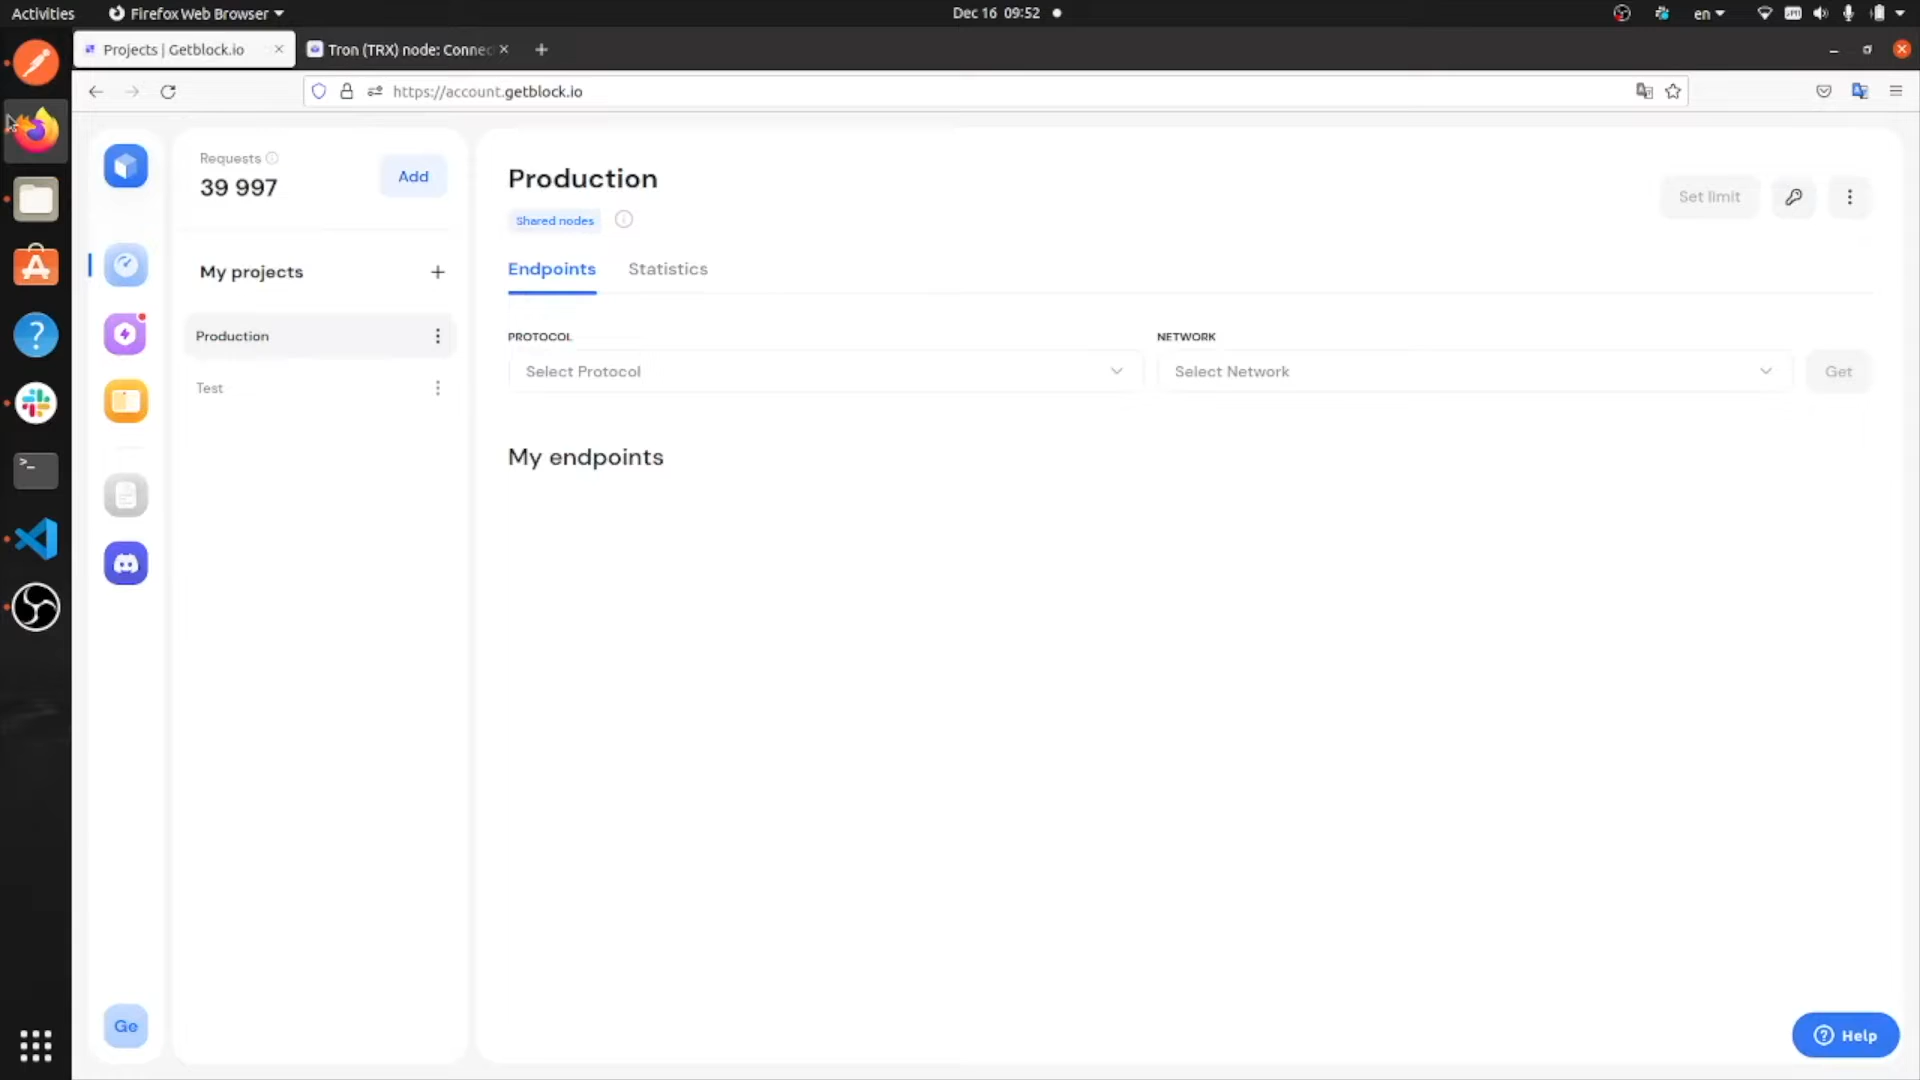 Activities Firefox Web Browser Dec 16 09:52 en
Projects | Getblock.io Tron (TRX) node: Connec
https://account.getblock.io
Requests
39 997
Add
My projects
Production
Test
Ge
Production
Shared nodes
Set limit
Endpoints Statistics
PROTOCOL NETWORK
Select Protocol Select Network Get
My endpoints
Help